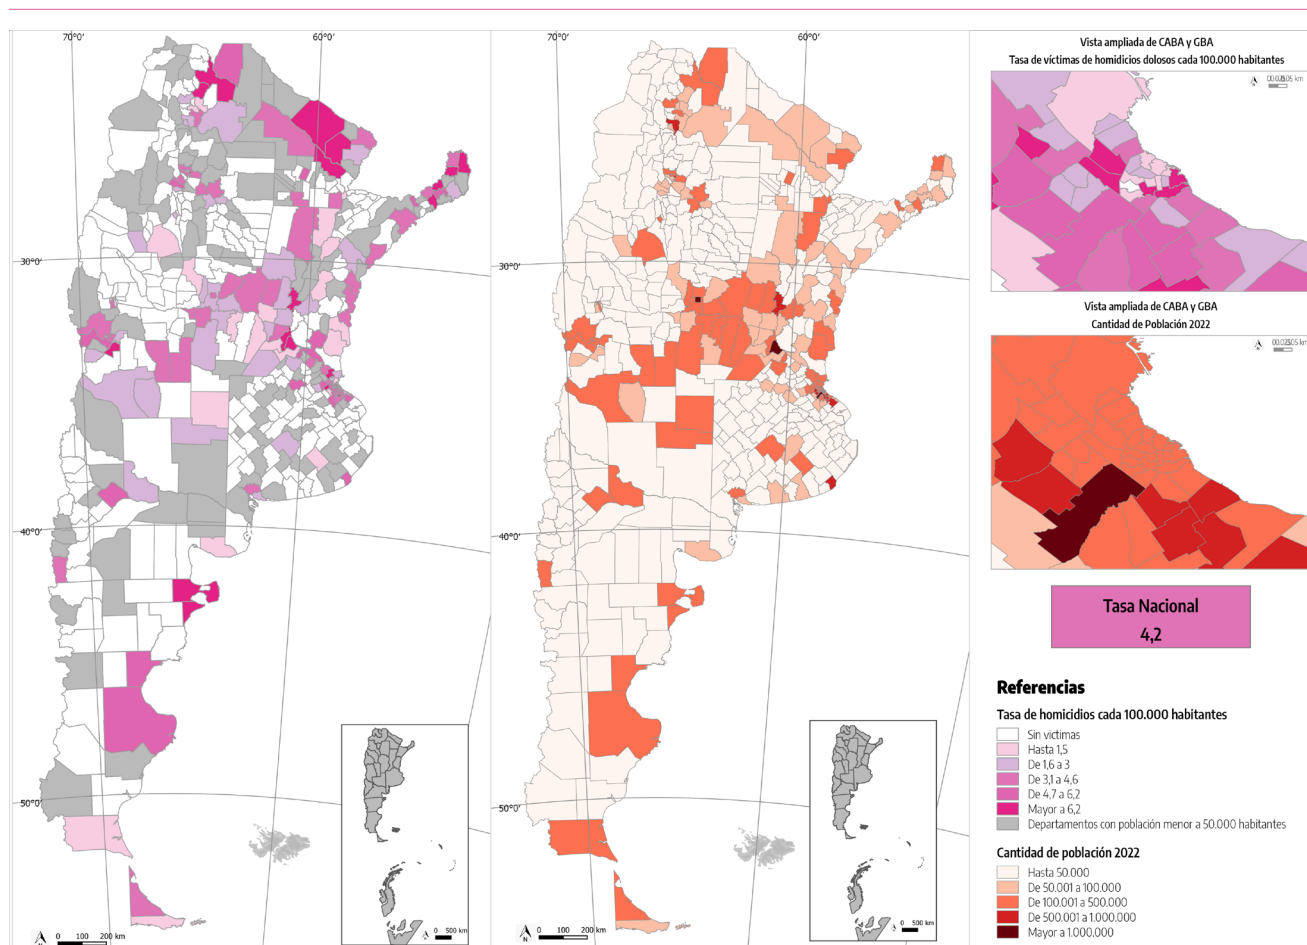 70°0'
60°0'
30°0'
40°0'
50°0'
0 100 200 km
0 500 km
N
70°0'
60°0'
30°0'
40°0'
50°0'
0 100 200 km
0 500 km
N
Vista ampliada de CABA y GBA
Tasa de víctimas de homicidios dolosos cada 100.000 habitantes
Vista ampliada de CABA y GBA
Cantidad de Población 2022
Tasa Nacional
4,2
Referencias
Tasa de homicidios cada 100.000 habitantes
Sin victimas
Hasta 1,5
De 1,6 a 3
De 3,1 a 4,6
De 4,7 a 6,2
Mayor a 6,2
Departamentos con población menor a 50.000 habitantes
Cantidad de población 2022
Hasta 50.000
De 50.001 a 100.000
De 100.001 a 500.000
De 500.001 a 1.000.000
Mayor a 1.000.000